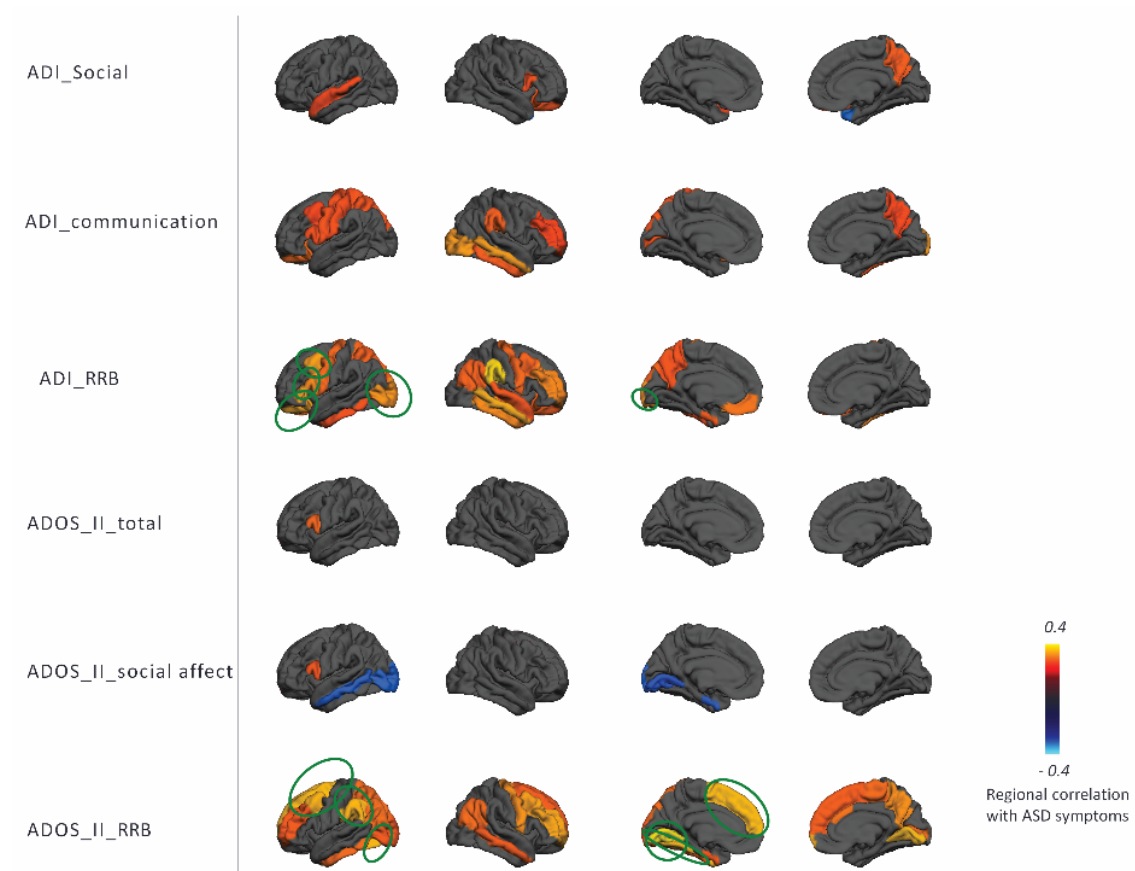 ADI_Social
ADI_communication
ADI_RRB
ADOS_II_total
ADOS_II_social affect
ADOS_II_RRB
0.4
- 0.4
Regional correlation
with ASD symptoms